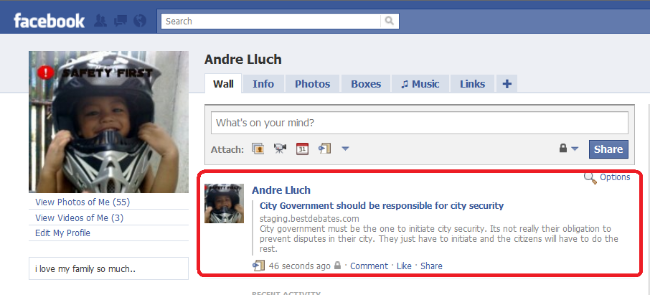 facebook
Search
Andre Lluch
Wall Info Photos Boxes Music Links +
SAFETY FIRST
What's on your mind?
Attach: 31 Share
Options
Andre Lluch
City Government should be responsible for city security
staging.bestdebates.com
City government must be the one to initiate city security. Its not really their obligation to
prevent disputes in their city. They just have to initiate and the citizens will have to do the
rest.
46 seconds ago · Comment · Like · Share
View Photos of Me (55)
View Videos of Me (3)
Edit My Profile
i love my family so much..
RECENT ACTIVITY